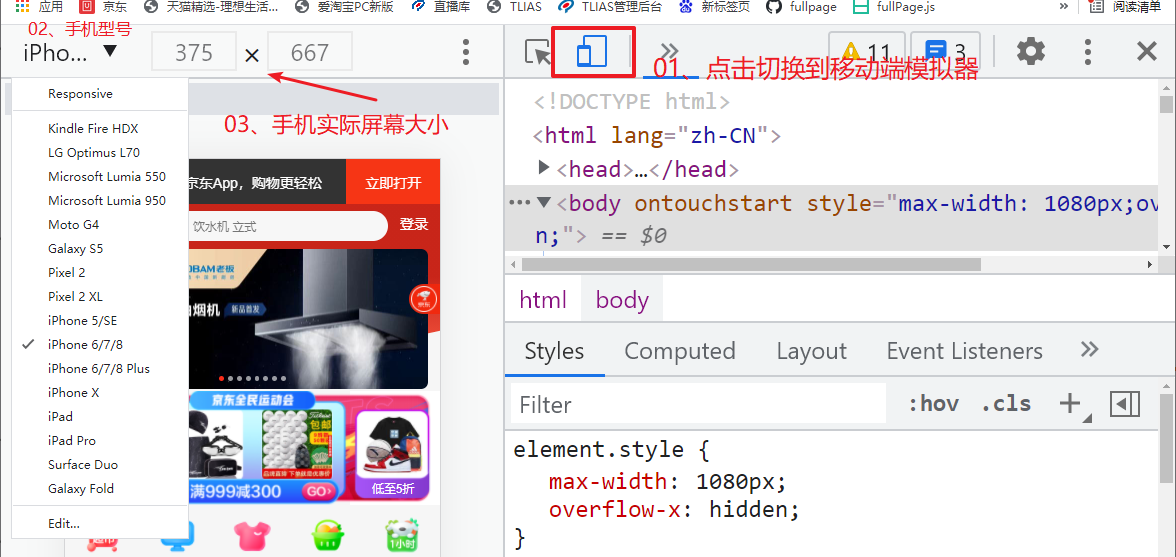 应用 京东 天猫精选-理想生活... 爱淘宝PC新版 直播库 TLIAS TLIAS管理后台 新标签页 fullpage fullPage.js » 阅读清单
02、手机型号
iPho... ▼ 375 × 667
» 11 3
01、点击切换到移动端模拟器
03、手机实际屏幕大小
Responsive
Kindle Fire HDX
LG Optimus L70
Microsoft Lumia 550
Microsoft Lumia 950
Moto G4
Galaxy S5
Pixel 2
Pixel 2 XL
iPhone 5/SE
iPhone 6/7/8
iPhone 6/7/8 Plus
iPhone X
iPad
iPad Pro
Surface Duo
Galaxy Fold
Edit...
京东App，购物更轻松 立即打开
饮水机 立式 登录
OBAM老板
烟机 新品首发
京东
京东全民运动会
包邮
满999减300 GO>
低至5折
1小时
<!DOCTYPE html>
<html lang="zh-CN">
<head>…</head>
<body ontouchstart style="max-width: 1080px;ov
n;"> == $0
html body
Styles Computed Layout Event Listeners »
Filter :hov .cls
element.style {
max-width: 1080px;
overflow-x: hidden;
}